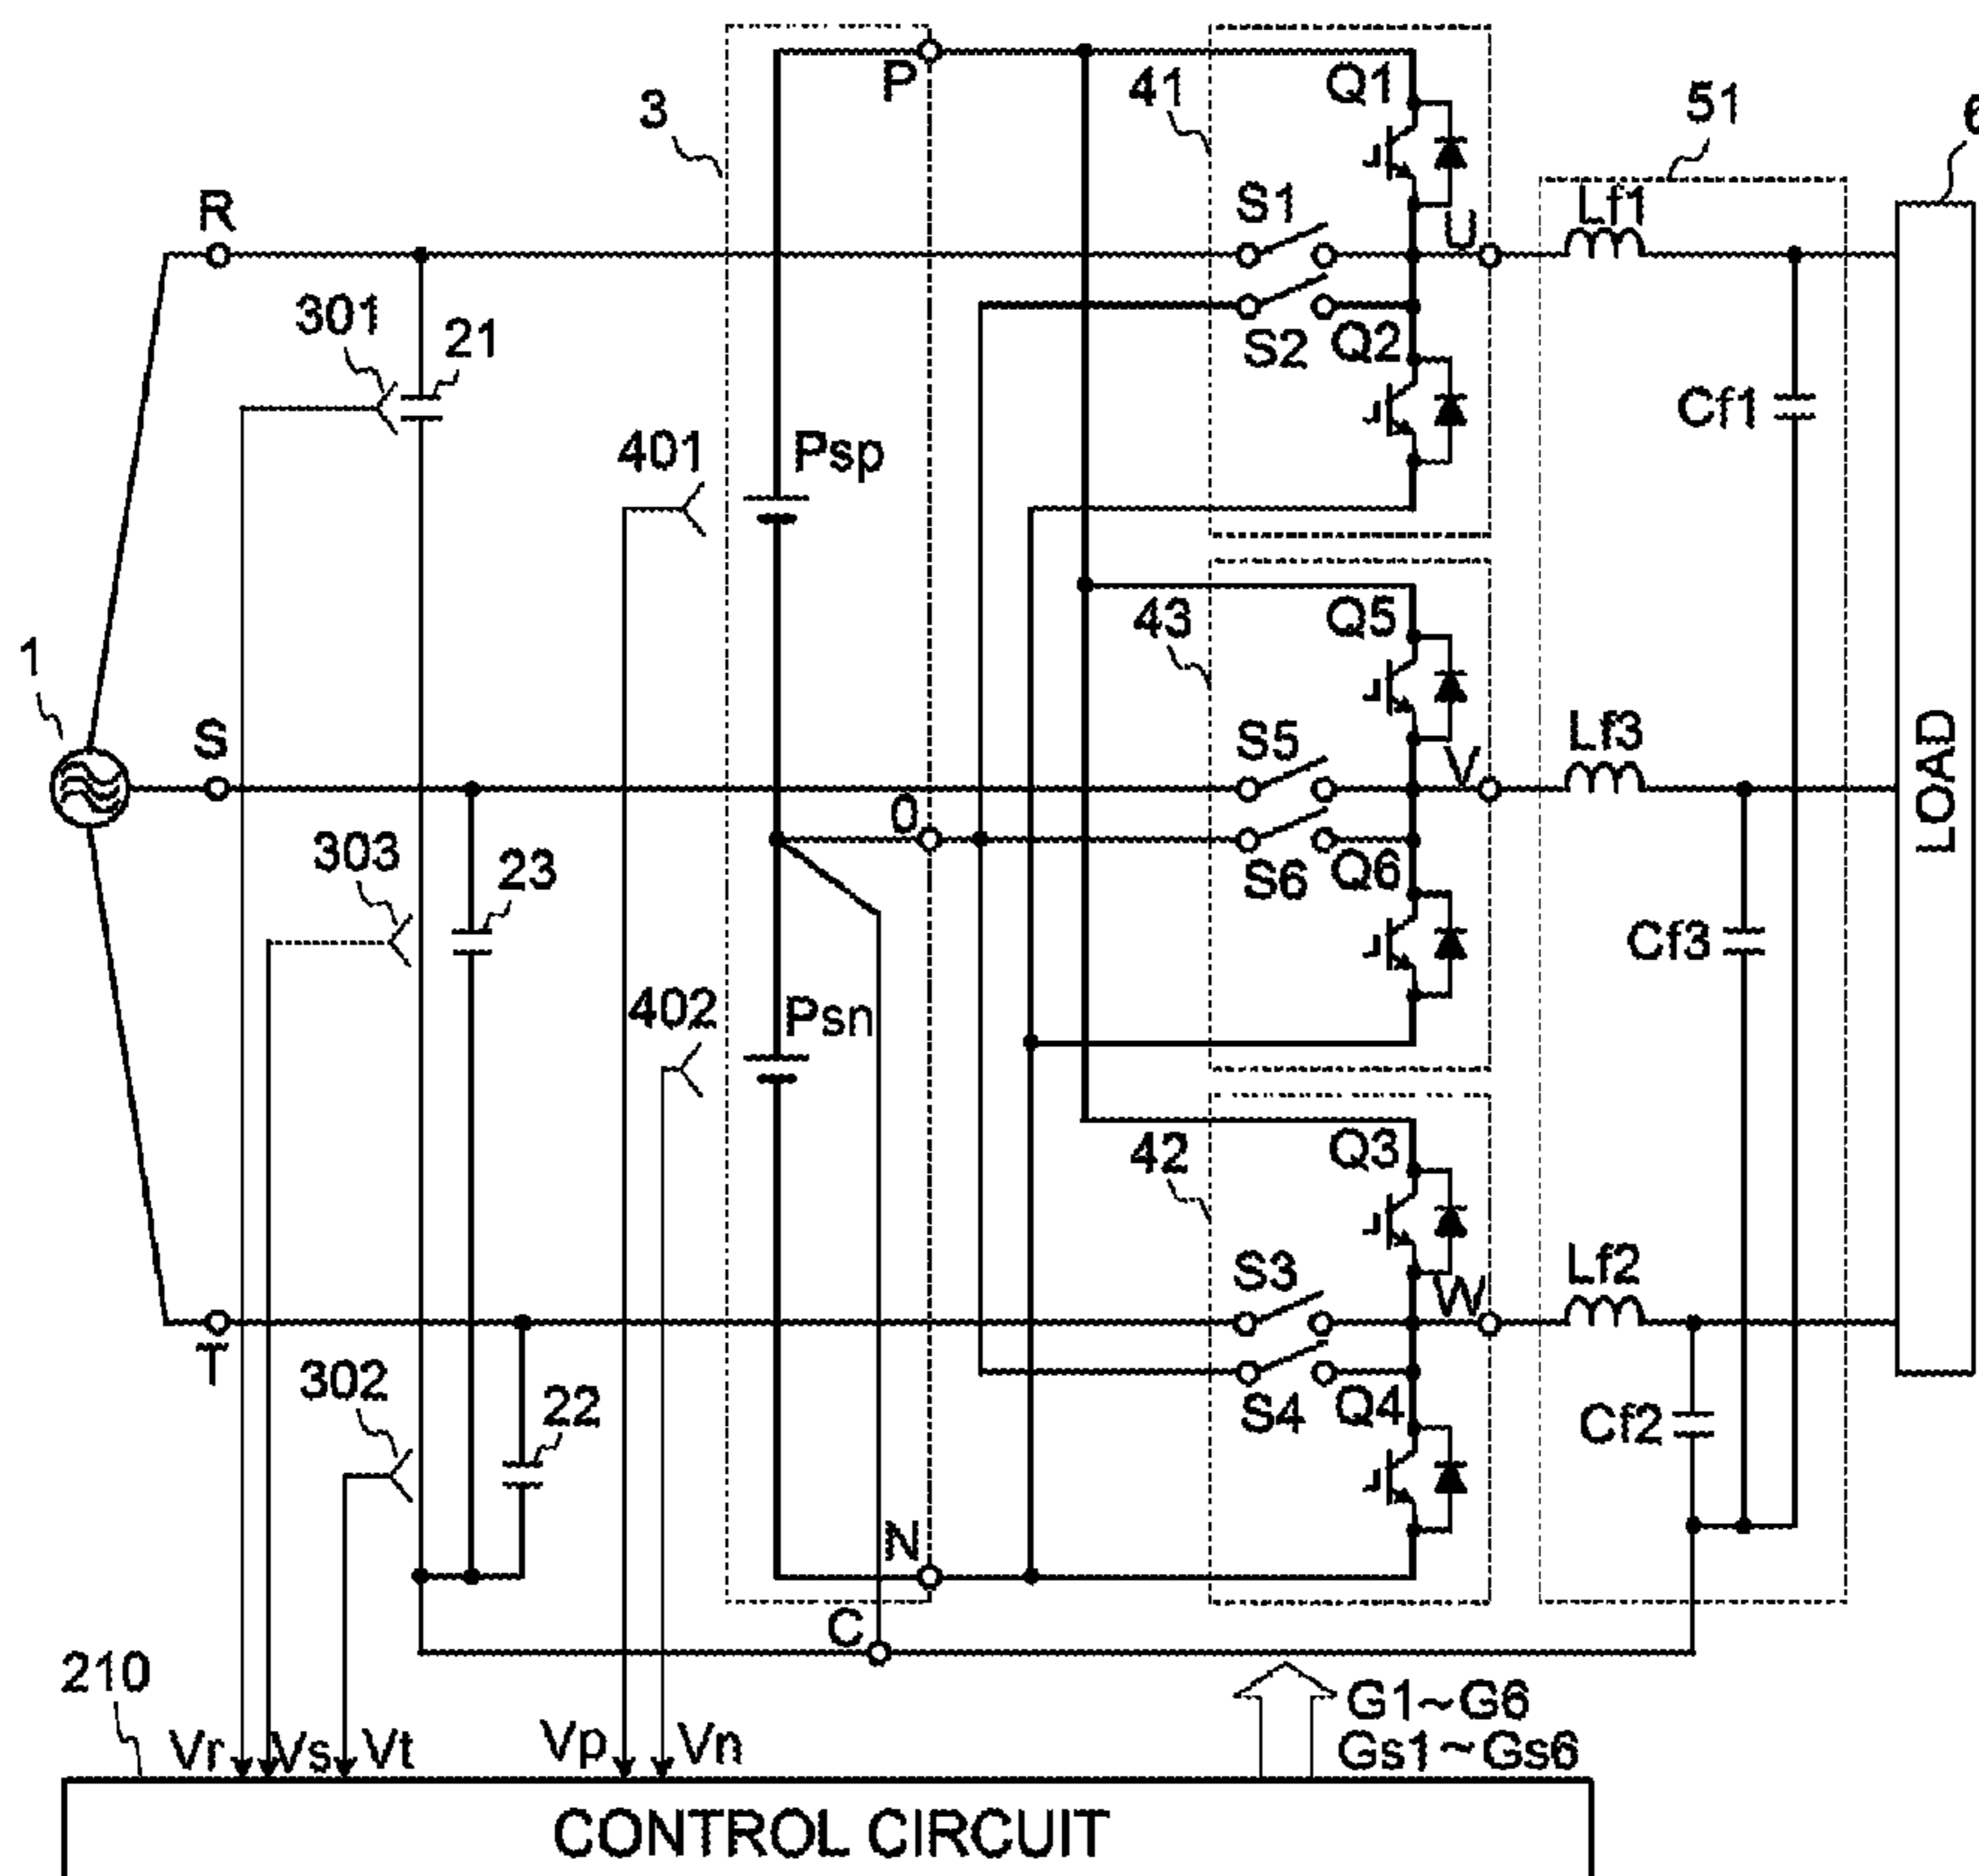 P
Q1
41
51
6
3
R
S1
U
Lf1
301
21
S2
Q2
Cf1
401
Psp
Q5
43
1
S
S5
V
Lf3
LOAD
0
303
23
S6
Q6
Cf3
402
Psn
Q3
42
S3
W
Lf2
T
302
22
S4
Q4
Cf2
N
C
210
G1~G6
Vr
Vs
Vt
Vp
Vn
Gs1~Gs6
CONTROL CIRCUIT